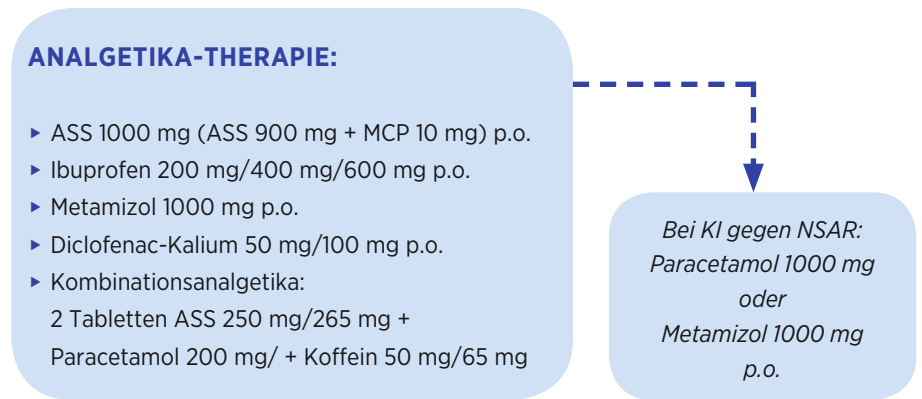 ANALGETIKA-THERAPIE:
▸ ASS 1000 mg (ASS 900 mg + MCP 10 mg) p.o.
▸ Ibuprofen 200 mg/400 mg/600 mg p.o.
▸ Metamizol 1000 mg p.o.
▸ Diclofenac-Kalium 50 mg/100 mg p.o.
▸ Kombinationsanalgetika:
2 Tabletten ASS 250 mg/265 mg +
Paracetamol 200 mg/ + Koffein 50 mg/65 mg
Bei KI gegen NSAR:
Paracetamol 1000 mg
oder
Metamizol 1000 mg
p.o.